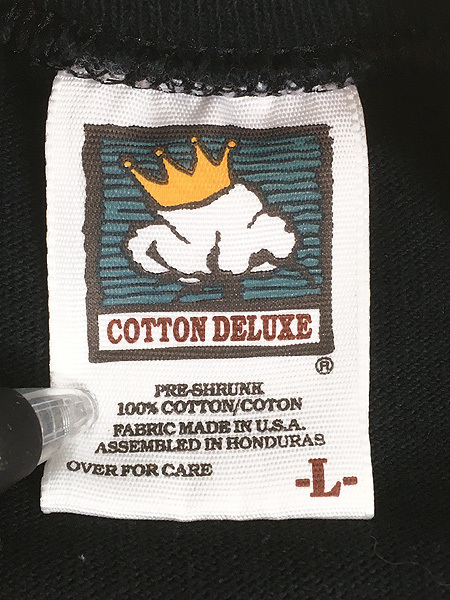 COTTON DELUXE
®
PRE-SHRUNK
100% COTTON/COTON
FABRIC MADE IN U.S.A.
ASSEMBLED IN HONDURAS
OVER FOR CARE
-L-